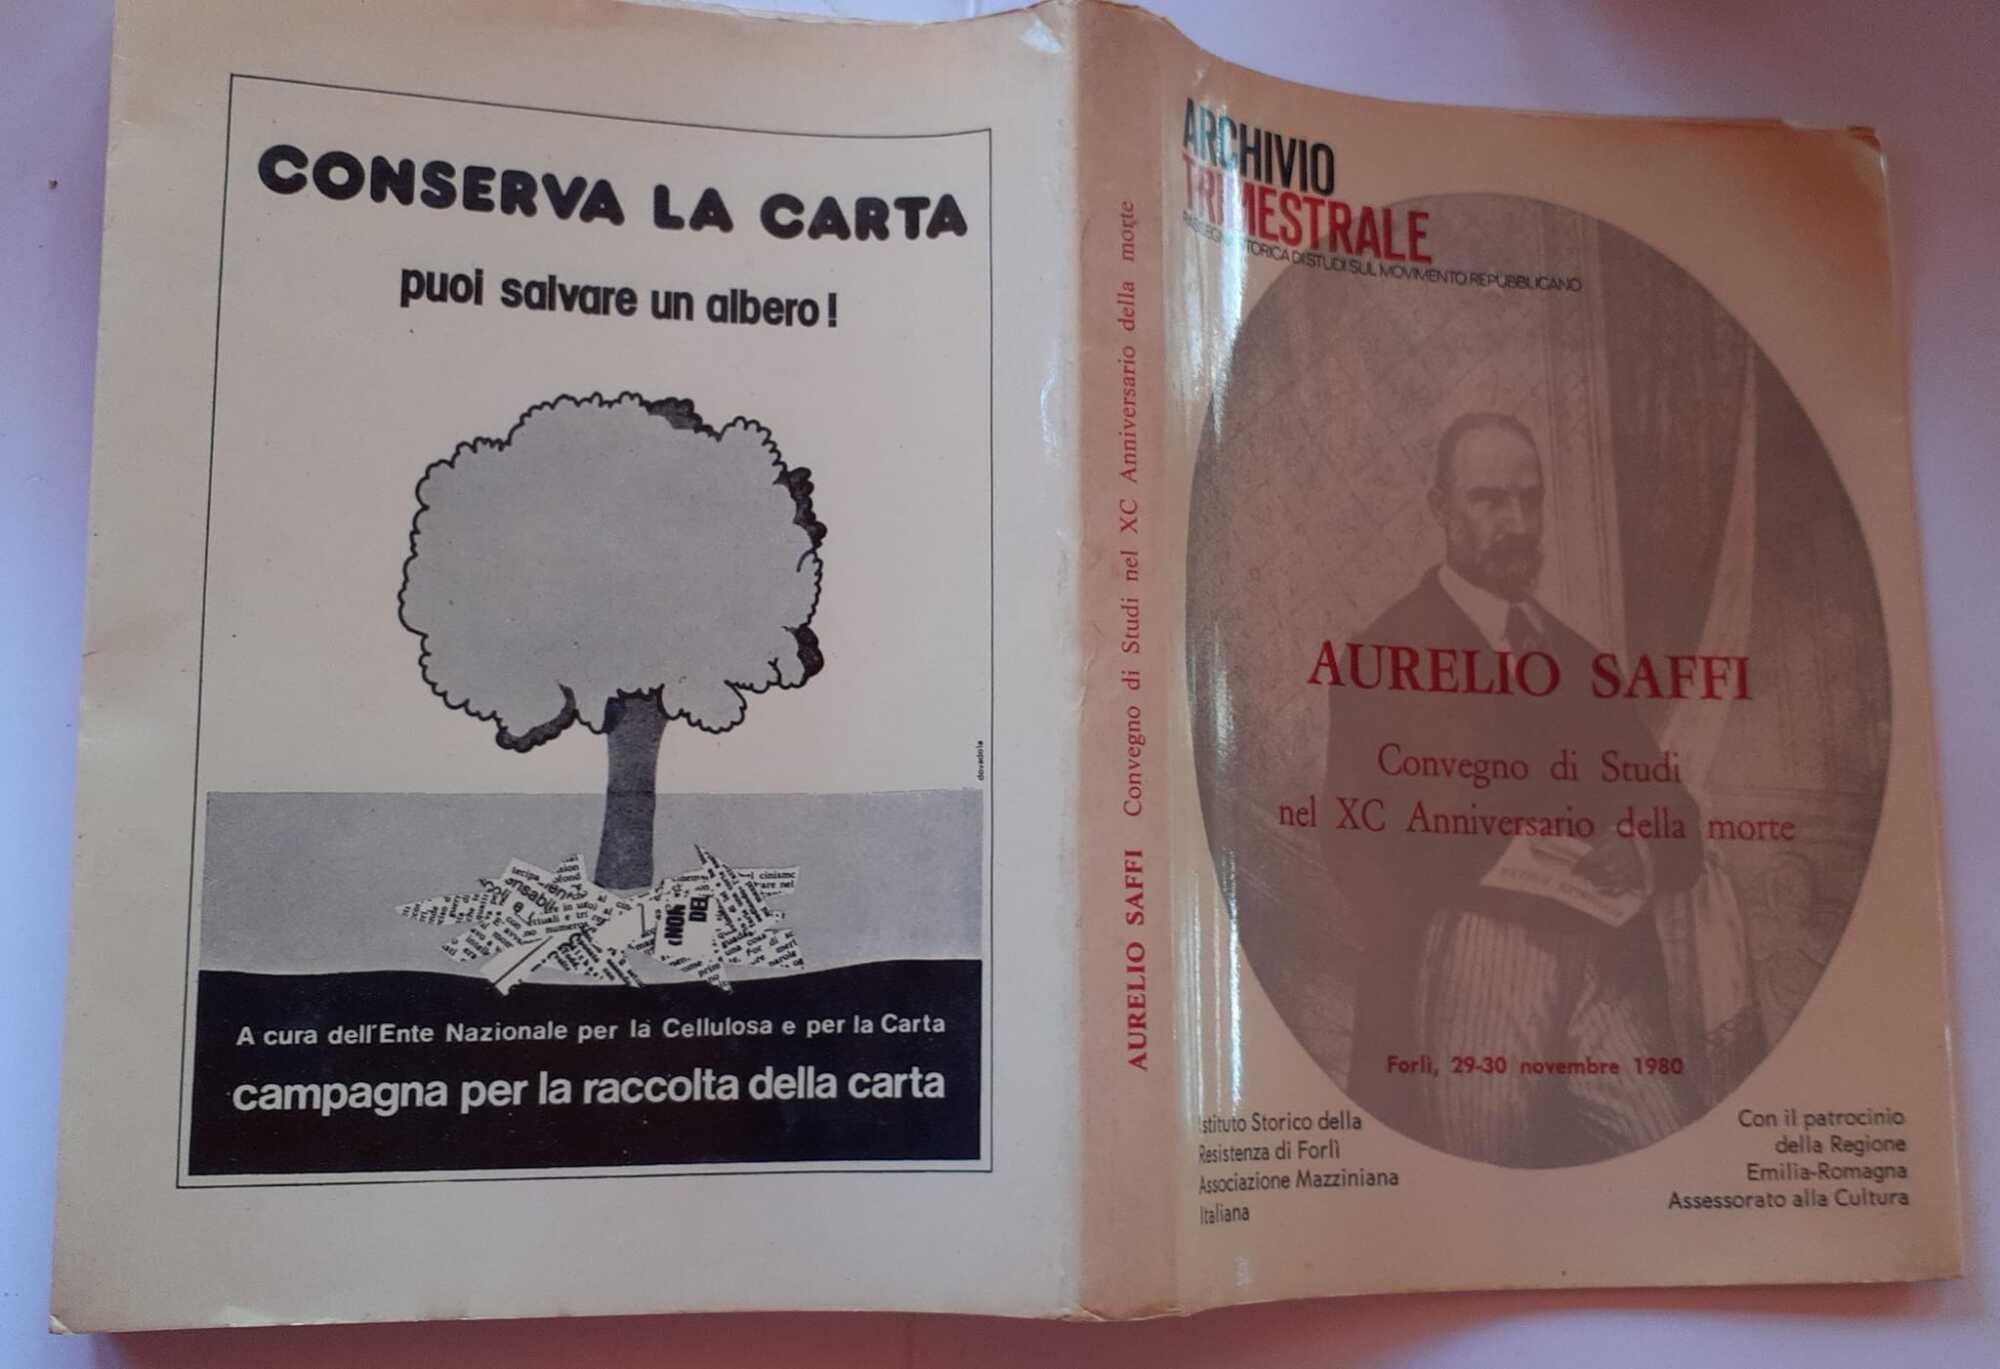 CONSERVA LA CARTA
puoi salvare un albero !
dovadola
A cura dell'Ente Nazionale per la Cellulosa e per la Carta
campagna per la raccolta della carta
AURELIO SAFFI Convegno di Studi nel XC Anniversario della morte
ARCHIVIO
TRIMESTRALE
RASSEGNA STORICA DI STUDI SUL MOVIMENTO REPUBBLICANO
AURELIO SAFFI
Convegno di Studi
nel XC Anniversario della morte
Forlì, 29-30 novembre 1980
Istituto Storico della
Resistenza di Forlì
Associazione Mazziniana
Italiana
Con il patrocinio
della Regione
Emilia-Romagna
Assessorato alla Cultura